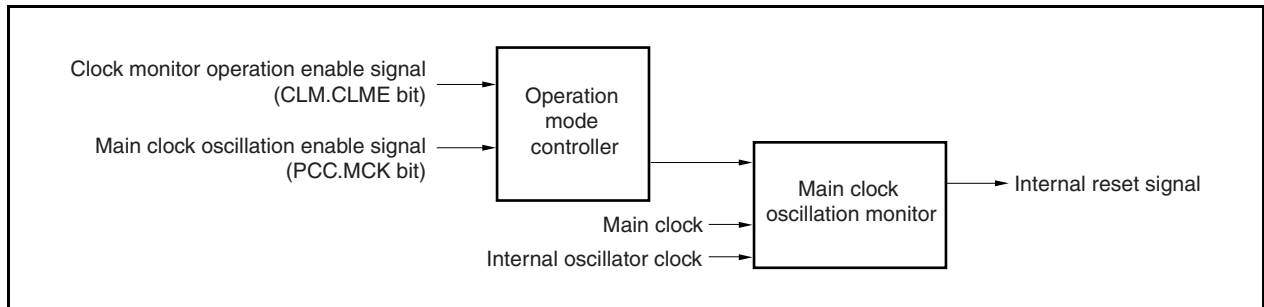 Clock monitor operation enable signal
(CLM.CLME bit)
Main clock oscillation enable signal
(PCC.MCK bit)
Operation
mode
controller
Main clock
Internal oscillator clock
Main clock
oscillation monitor
Internal reset signal